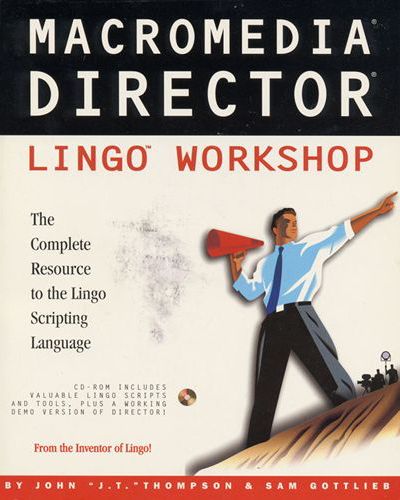 MACROMEDIA®
DIRECTOR®
LINGO™ WORKSHOP
The
Complete
Resource
to the Lingo
Scripting
Language
CD-ROM INCLUDES
VALUABLE LINGO SCRIPTS
AND TOOLS, PLUS A WORKING
DEMO VERSION OF DIRECTOR!
From the Inventor of Lingo!
BY JOHN "J.T." THOMPSON & SAM GOTTLIEB